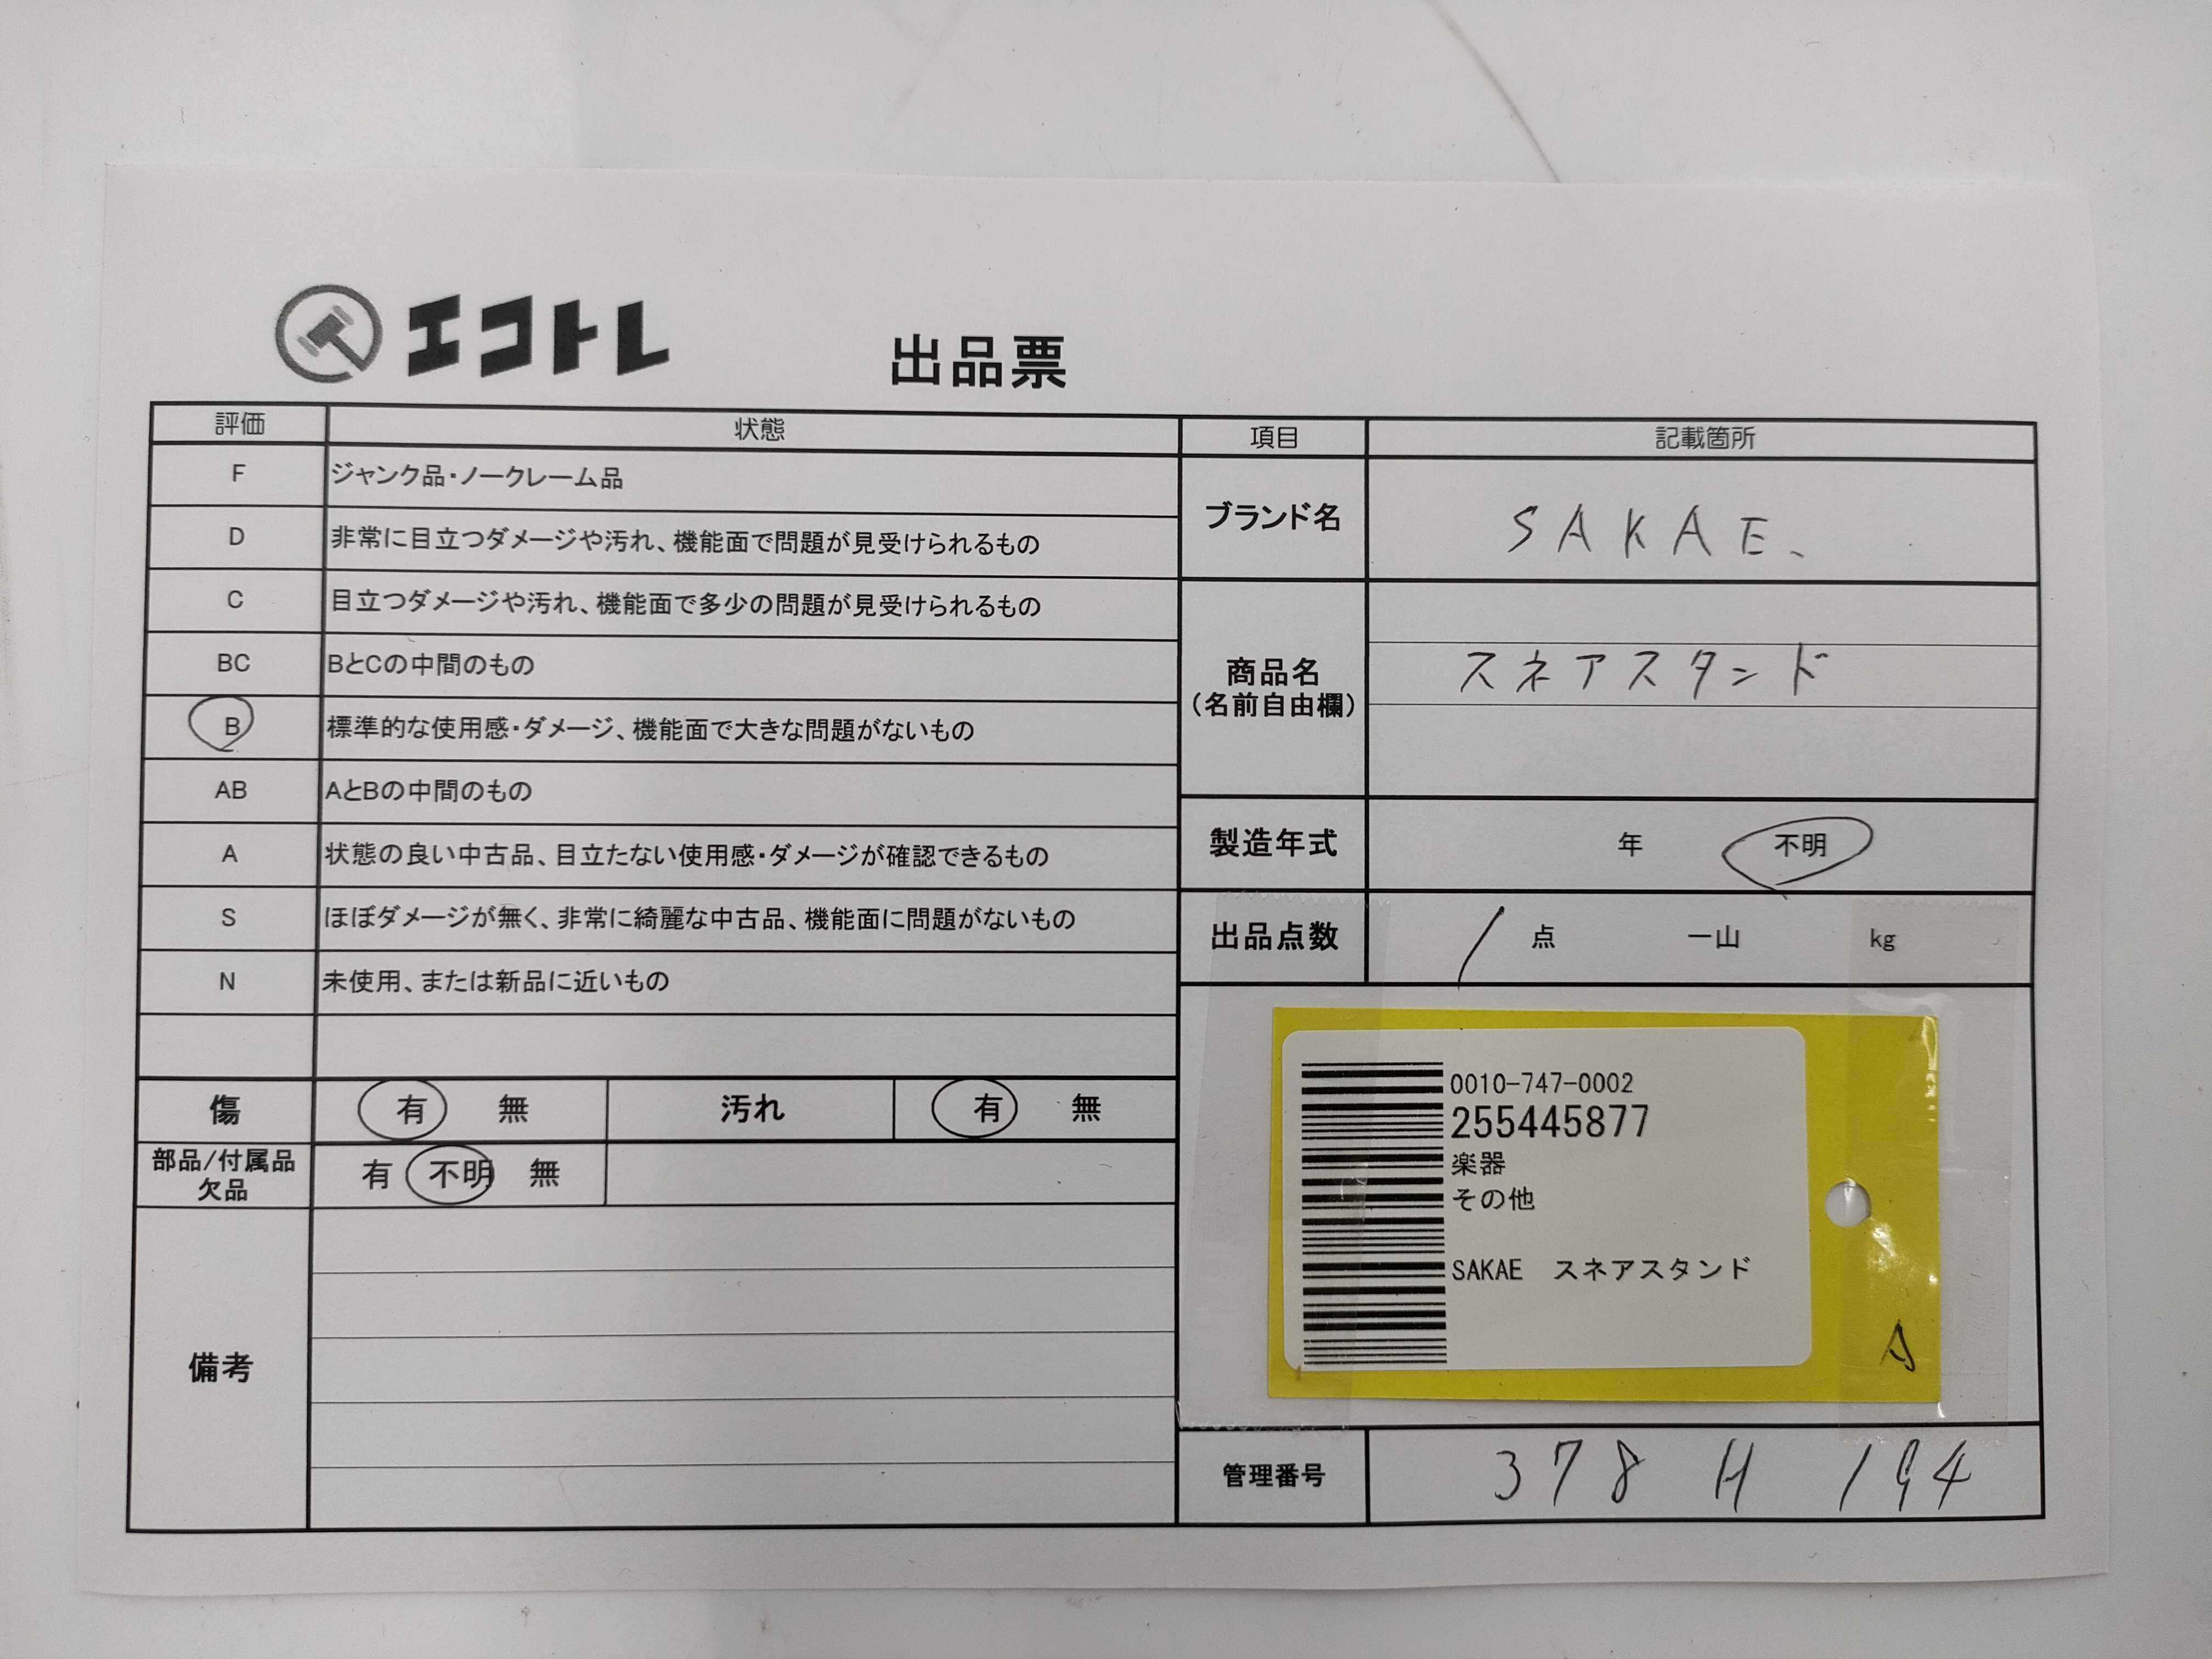 エコトレ
出品票
評価 状態
F ジャンク品・ノークレーム品
D 非常に目立つダメージや汚れ、機能面で問題が見受けられるもの
C 目立つダメージや汚れ、機能面で多少の問題が見受けられるもの
BC BとCの中間のもの
B 標準的な使用感・ダメージ、機能面で大きな問題がないもの
AB AとBの中間のもの
A 状態の良い中古品、目立たない使用感・ダメージが確認できるもの
S ほぼダメージが無く、非常に綺麗な中古品、機能面に問題がないもの
N 未使用、または新品に近いもの
傷 有 無 汚れ 有 無
部品/付属品
欠品
有 不明 無
備考
項目 記載箇所
ブランド名 SAKAE、
商品名
(名前自由欄)
スネアスタンド
製造年式 年 不明
出品点数 1 点 一山 kg
0010-747-0002
255445877
楽器
その他
SAKAE スネアスタンド
A
管理番号 378 H 194